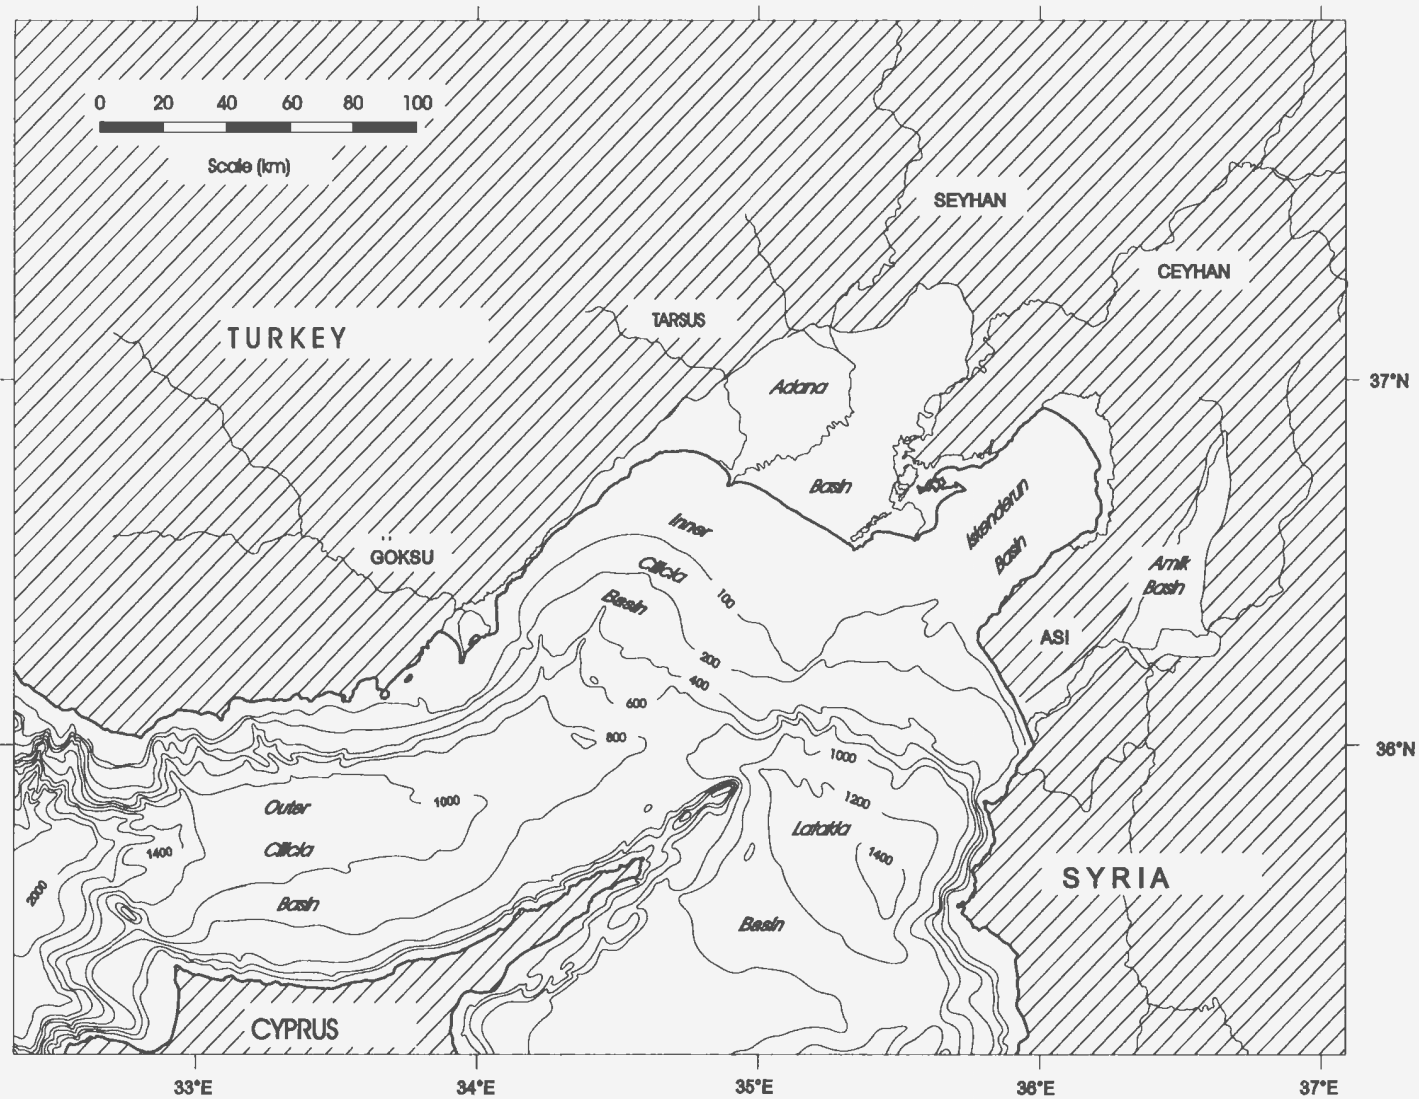 0 20 40 60 80 100
Scale (km)
SEYHAN
CEYHAN
TARSUS
TURKEY
37°N
Adana
Basin
Iskenderun
Basin
Inner
Cilicia
Basin
GÖKSU
Amik
Basin
100
ASI
200
400
600
800
36°N
1000
1200
Outer
1000
Latakia
Cilicia
1400
1400
SYRIA
2000
Basin
Basin
CYPRUS
33°E 34°E 35°E 36°E 37°E